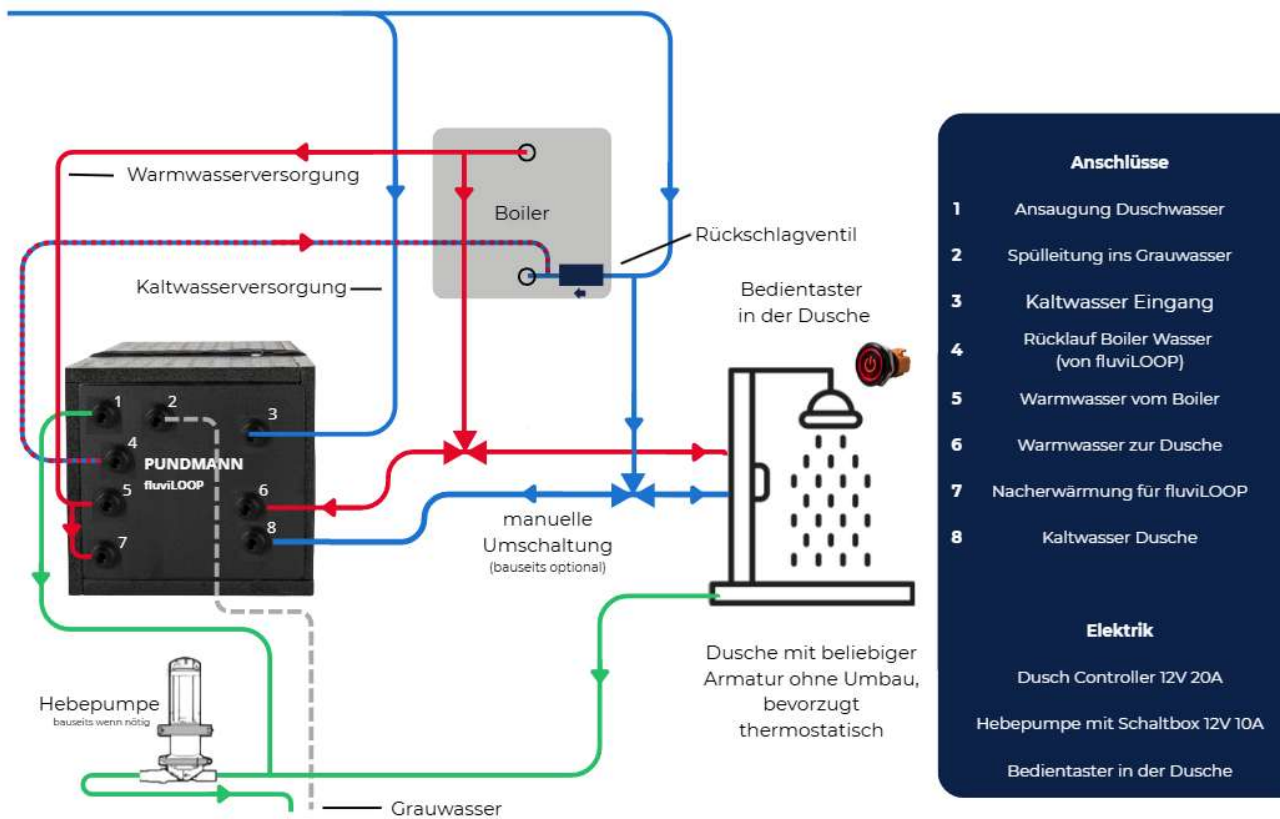 Warmwasserversorgung
Boiler
Rückschlagventil
Kaltwasserversorgung
Bedientaster
in der Dusche
1
2
3
4
PUNDMANN
fluviLOOP
5
6
7
8
manuelle
Umschaltung
(bauseits optional)
Hebepumpe
bauseits wenn nötig
Dusche mit beliebiger
Armatur ohne Umbau,
bevorzugt
thermostatisch
Grauwasser
Anschlüsse
1 Ansaugung Duschwasser
2 Spülleitung ins Grauwasser
3 Kaltwasser Eingang
4 Rücklauf Boiler Wasser
(von fluviLOOP)
5 Warmwasser vom Boiler
6 Warmwasser zur Dusche
7 Nacherwärmung für fluviLOOP
8 Kaltwasser Dusche
Elektrik
Dusch Controller 12V 20A
Hebepumpe mit Schaltbox 12V 10A
Bedientaster in der Dusche